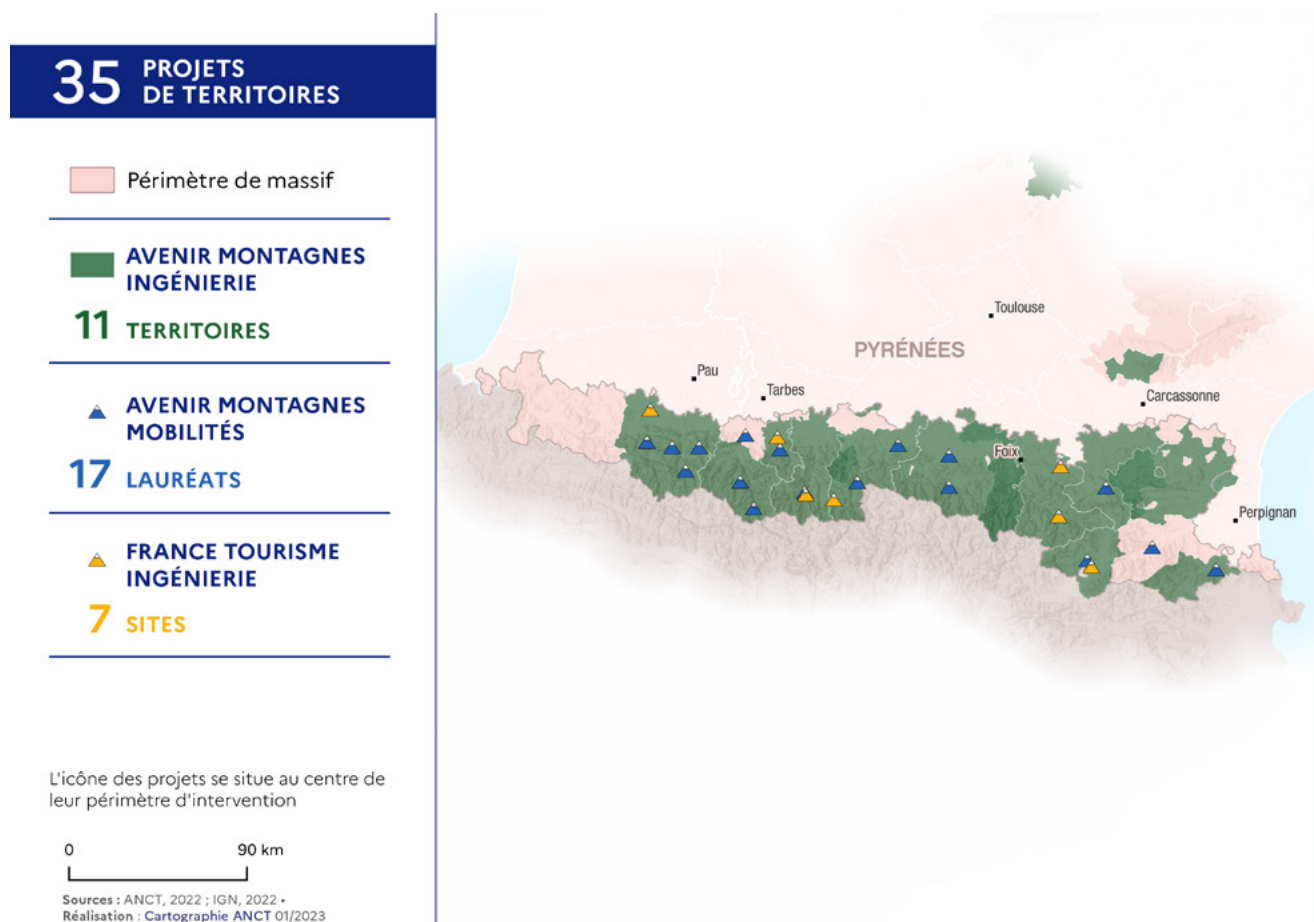 35 PROJETS
DE TERRITOIRES
Périmètre de massif
AVENIR MONTAGNES
INGÉNIERIE
11 TERRITOIRES
AVENIR MONTAGNES
MOBILITÉS
17 LAURÉATS
FRANCE TOURISME
INGÉNIERIE
7 SITES
L'icône des projets se situe au centre de
leur périmètre d'intervention
0 90 km
Sources : ANCT, 2022 ; IGN, 2022 •
Réalisation : Cartographie ANCT 01/2023
Toulouse
PYRÉNÉES
Pau
Tarbes
Carcassonne
Foix
Perpignan